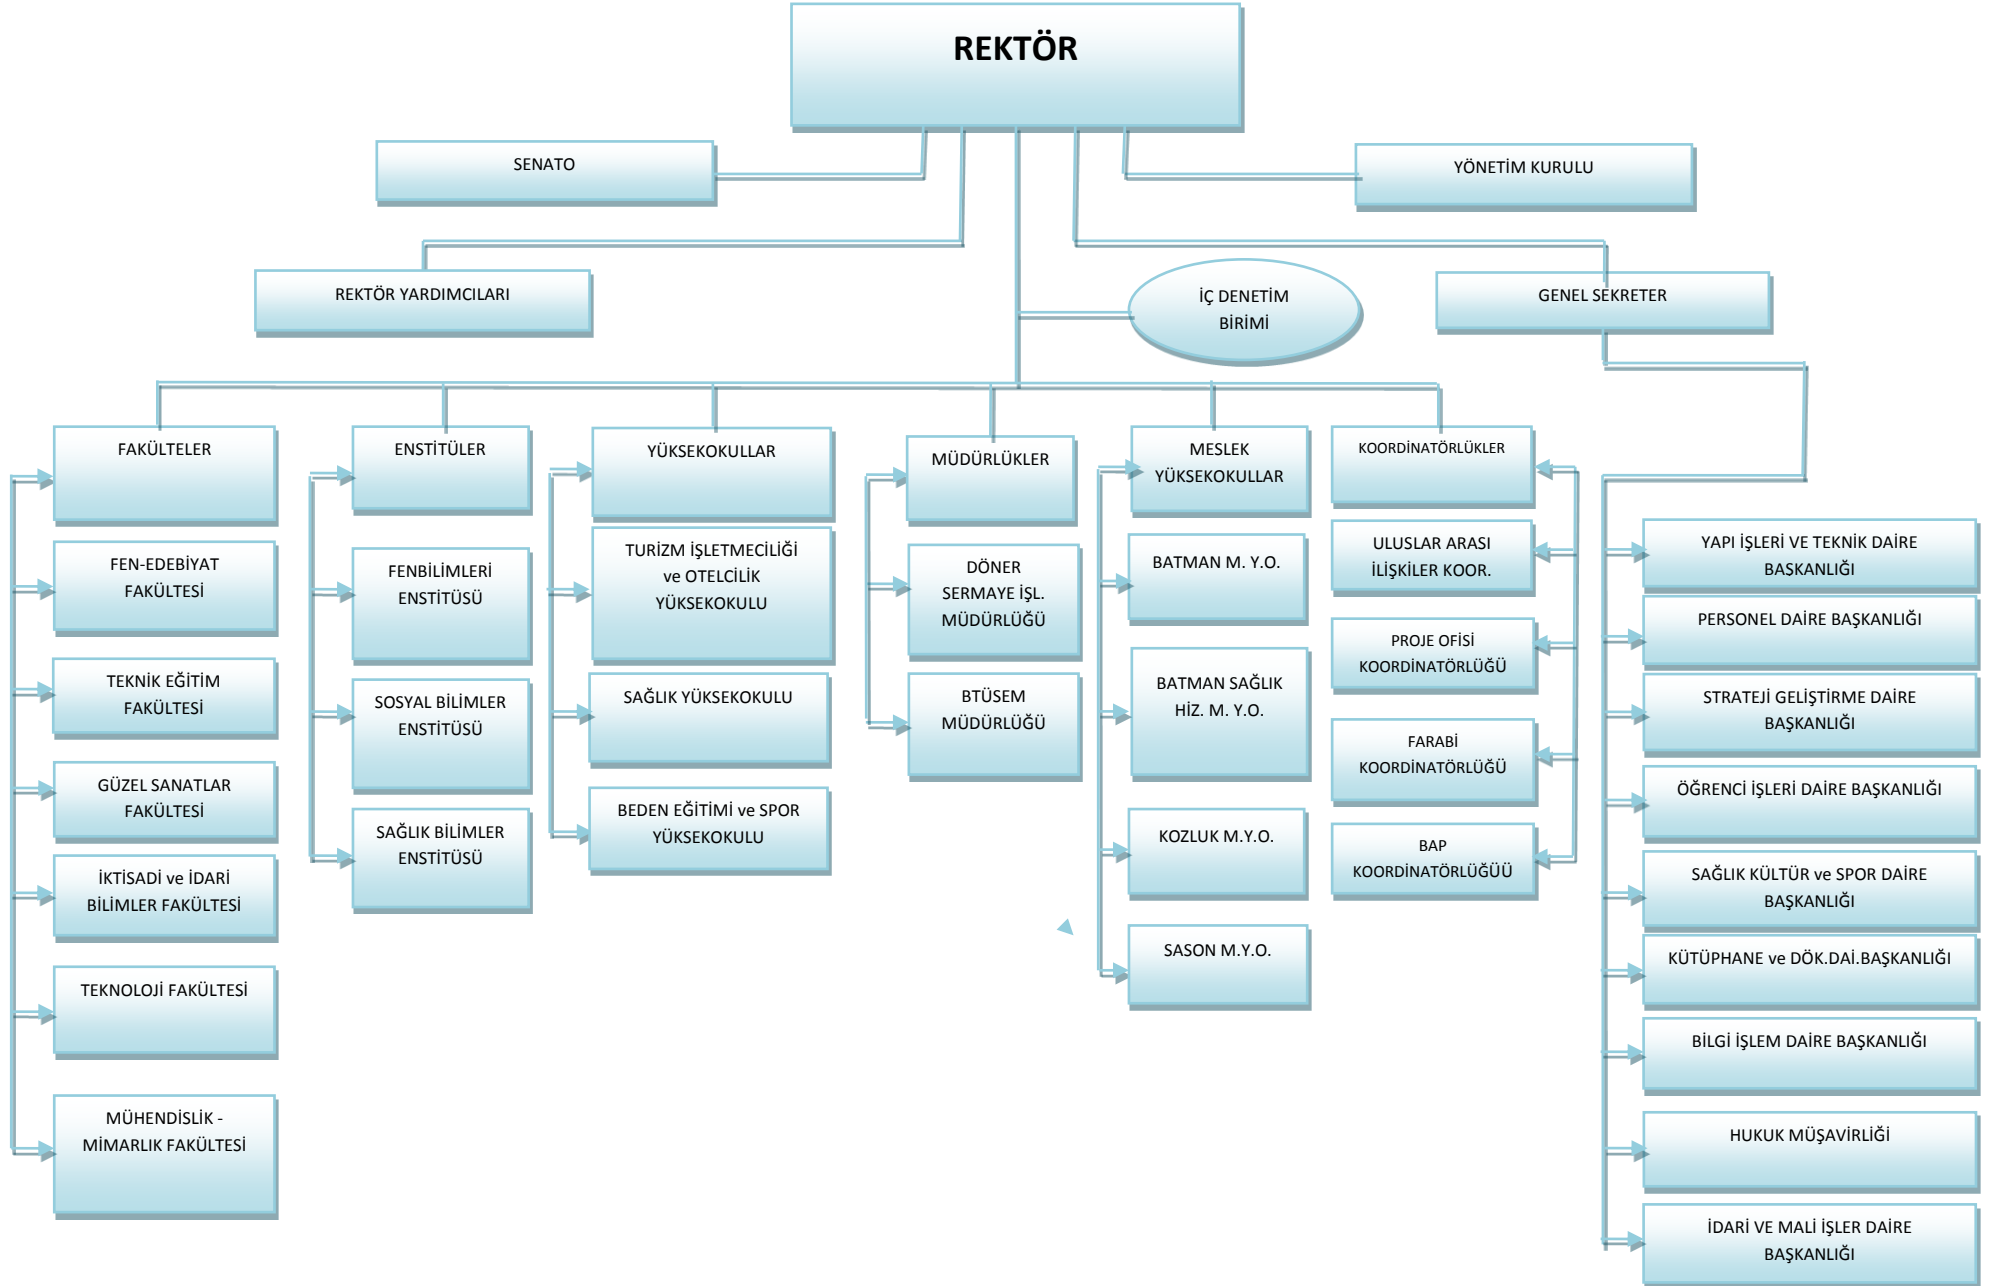 REKTÖR
SENATO
YÖNETİM KURULU
REKTÖR YARDIMCILARI
İÇ DENETİM
BİRİMİ
GENEL SEKRETER
FAKÜLTELER
FEN-EDEBİYAT
FAKÜLTESİ
TEKNİK EĞİTİM
FAKÜLTESİ
GÜZEL SANATLAR
FAKÜLTESİ
İKTİSADİ ve İDARİ
BİLİMLER FAKÜLTESİ
TEKNOLOJİ FAKÜLTESİ
MÜHENDİSLİK -
MİMARLIK FAKÜLTESİ
ENSTİTÜLER
FENBİLİMLERİ
ENSTİTÜSÜ
SOSYAL BİLİMLER
ENSTİTÜSÜ
SAĞLIK BİLİMLER
ENSTİTÜSÜ
YÜKSEKOKULLAR
TURİZM İŞLETMECİLİĞİ
ve OTELCİLİK
YÜKSEKOKULU
SAĞLIK YÜKSEKOKULU
BEDEN EĞİTİMİ ve SPOR
YÜKSEKOKULU
MÜDÜRLÜKLER
DÖNER
SERMAYE İŞL.
MÜDÜRLÜĞÜ
BTÜSEM
MÜDÜRLÜĞÜ
MESLEK
YÜKSEKOKULLAR
BATMAN M. Y.O.
BATMAN SAĞLIK
HİZ. M. Y.O.
KOZLUK M.Y.O.
SASON M.Y.O.
KOORDİNATÖRLÜKLER
ULUSLAR ARASI
İLİŞKİLER KOOR.
PROJE OFİSİ
KOORDİNATÖRLÜĞÜ
FARABİ
KOORDİNATÖRLÜĞÜ
BAP
KOORDİNATÖRLÜĞÜÜ
YAPI İŞLERİ VE TEKNİK DAİRE
BAŞKANLIĞI
PERSONEL DAİRE BAŞKANLIĞI
STRATEJİ GELİŞTİRME DAİRE
BAŞKANLIĞI
ÖĞRENCİ İŞLERİ DAİRE BAŞKANLIĞI
SAĞLIK KÜLTÜR ve SPOR DAİRE
BAŞKANLIĞI
KÜTÜPHANE ve DÖK.DAİ.BAŞKANLIĞI
BİLGİ İŞLEM DAİRE BAŞKANLIĞI
HUKUK MÜŞAVİRLİĞİ
İDARİ VE MALİ İŞLER DAİRE
BAŞKANLIĞI